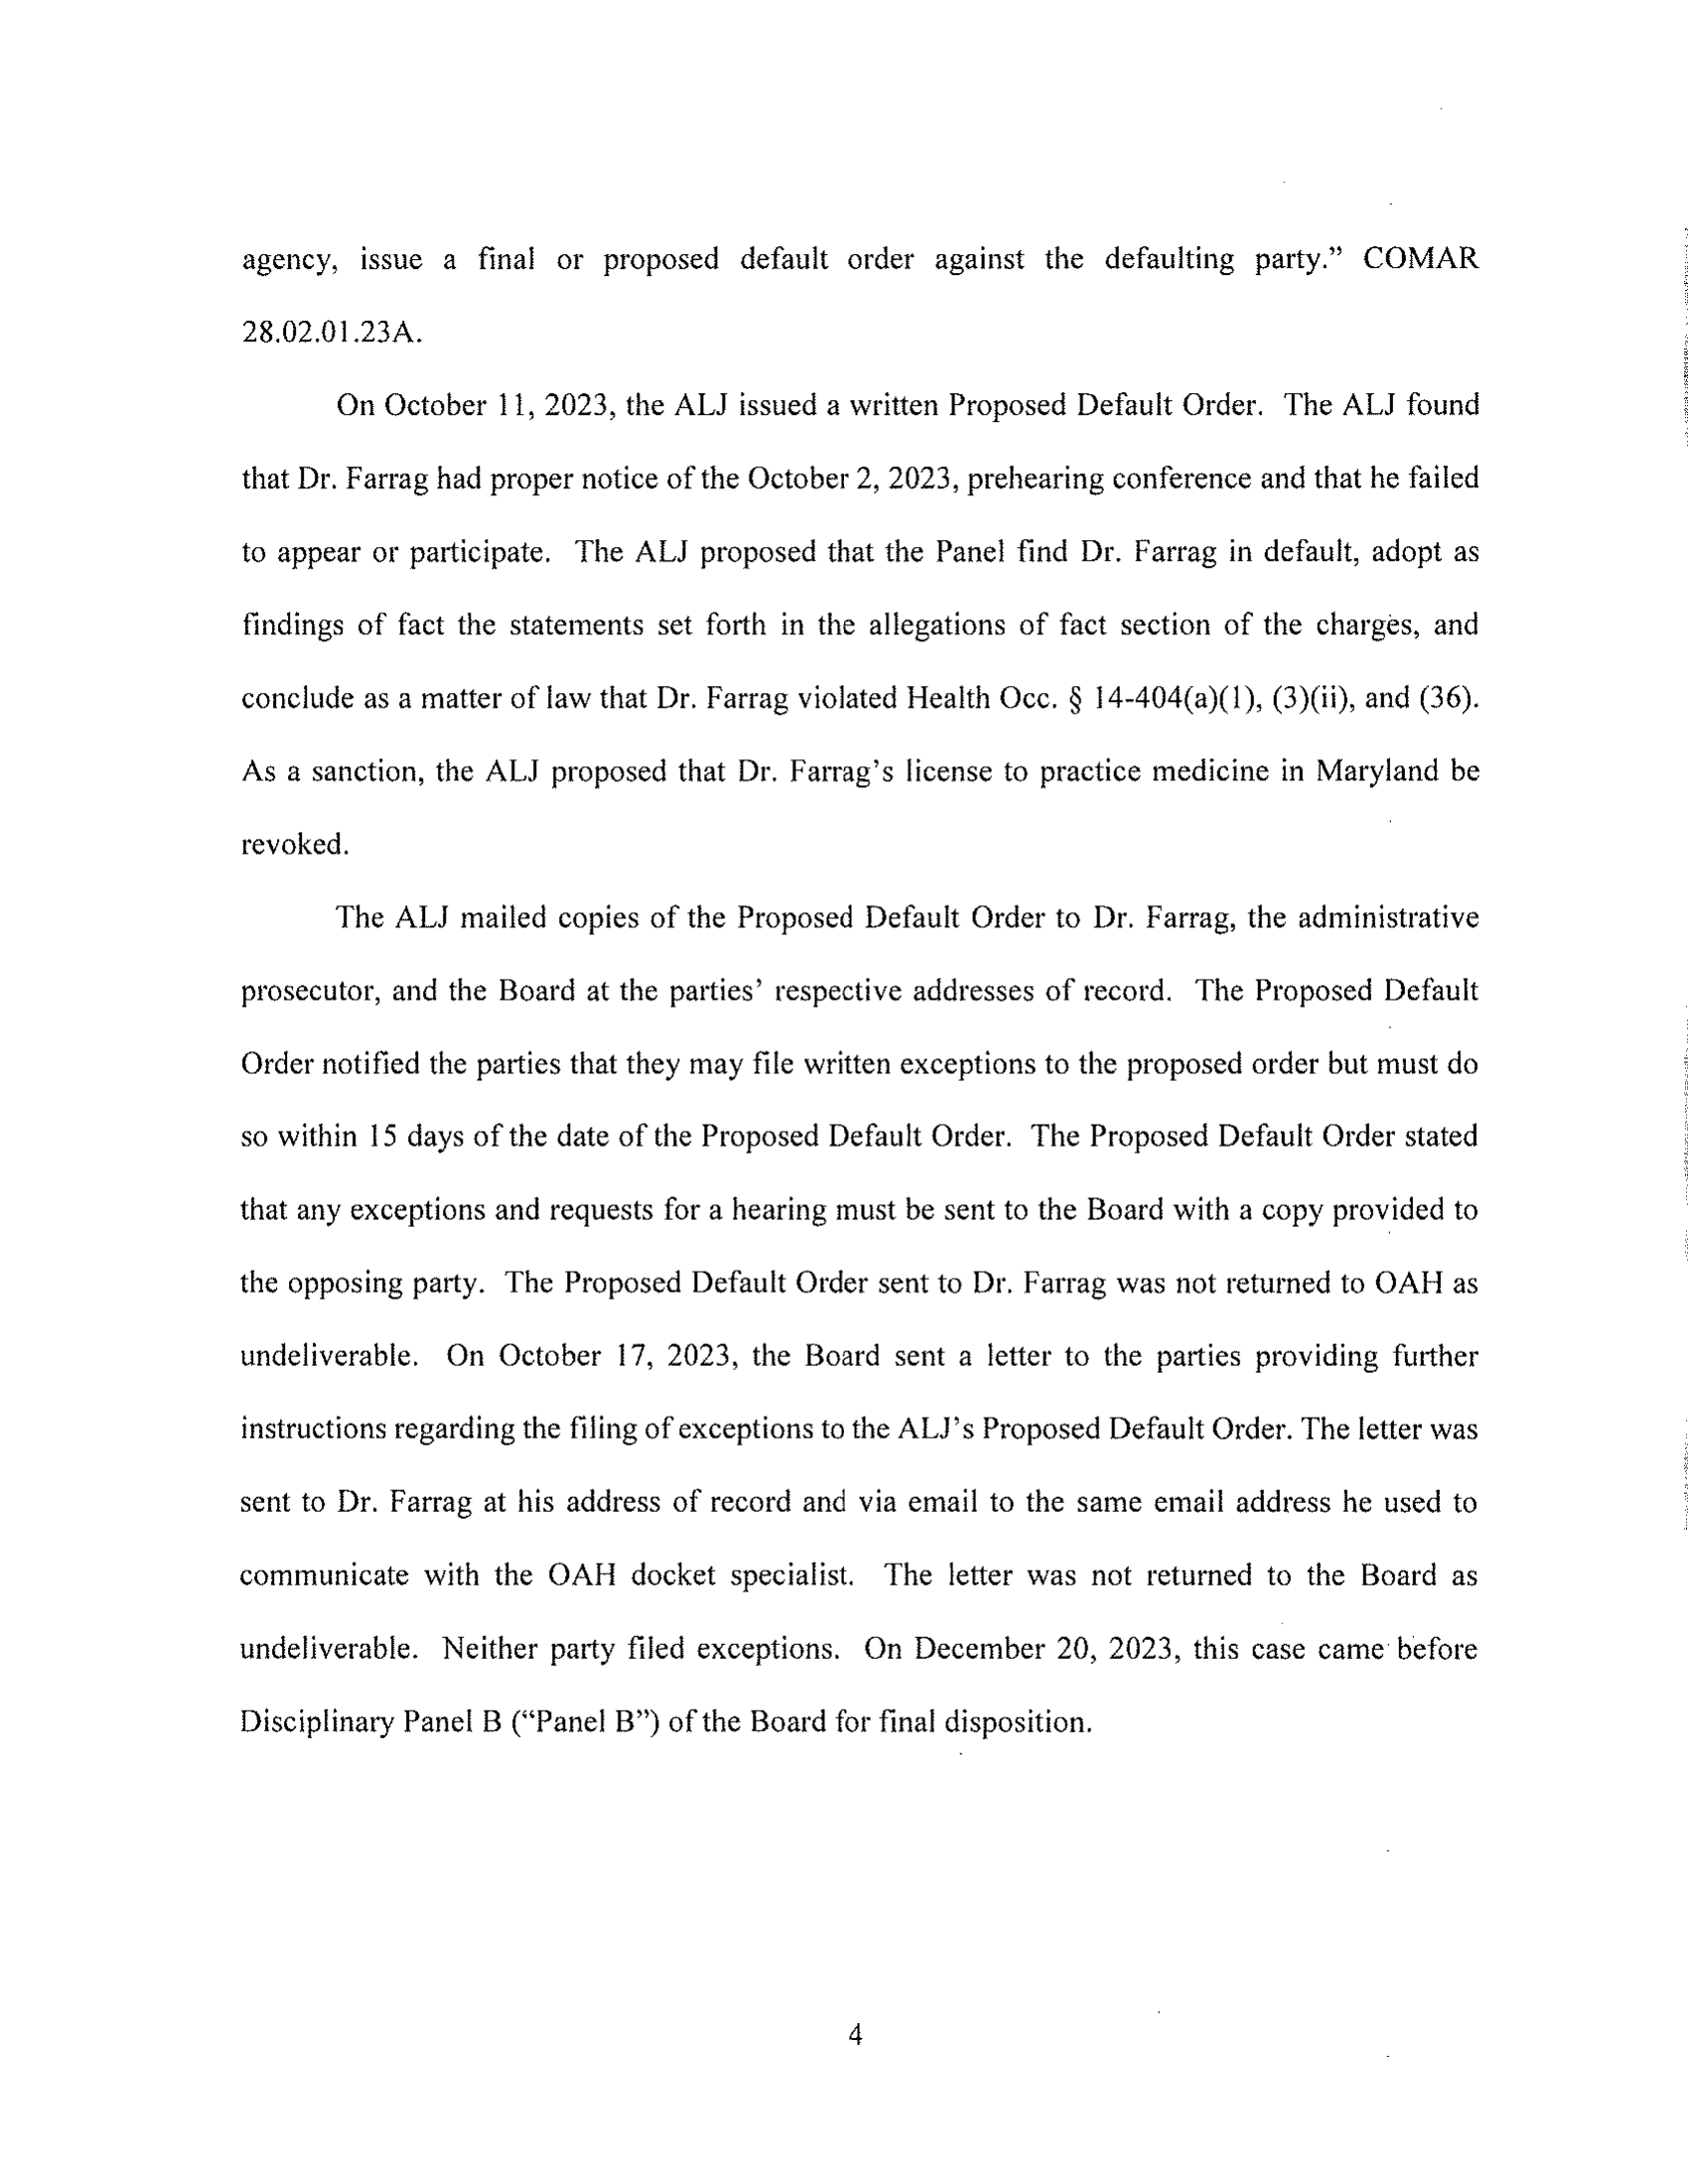 agency, issue a final or proposed default order against the defaulting party.” COMAR
28.02.01.23A.
On October 11, 2023, the ALJ issued a written Proposed Default Order. The ALJ found
that Dr. Farrag had proper notice of the October 2, 2023, prehearing conference and that he failed
to appear or participate. The ALJ proposed that the Panel find Dr. Farrag in default, adopt as
findings of fact the statements set forth in the allegations of fact section of the charges, and
conclude as a matter of law that Dr. Farrag violated Health Occ. § 14-404(a)(1), (3)(ii), and (36).
As a sanction, the ALJ proposed that Dr. Farrag’s license to practice medicine in Maryland be
revoked.
The ALJ mailed copies of the Proposed Default Order to Dr. Farrag, the administrative
prosecutor, and the Board at the parties’ respective addresses of record. The Proposed Default
Order notified the parties that they may file written exceptions to the proposed order but must do
so within 15 days of the date of the Proposed Default Order. The Proposed Default Order stated
that any exceptions and requests for a hearing must be sent to the Board with a copy provided to
the opposing party. The Proposed Default Order sent to Dr. Farrag was not returned to OAH as
undeliverable. On October 17, 2023, the Board sent a letter to the parties providing further
instructions regarding the filing of exceptions to the ALJ’s Proposed Default Order. The letter was
sent to Dr. Farrag at his address of record and via email to the same email address he used to
communicate with the OAH docket specialist. The letter was not returned to the Board as
undeliverable. Neither party filed exceptions. On December 20, 2023, this case came before
Disciplinary Panel B (“Panel B”) of the Board for final disposition.
4